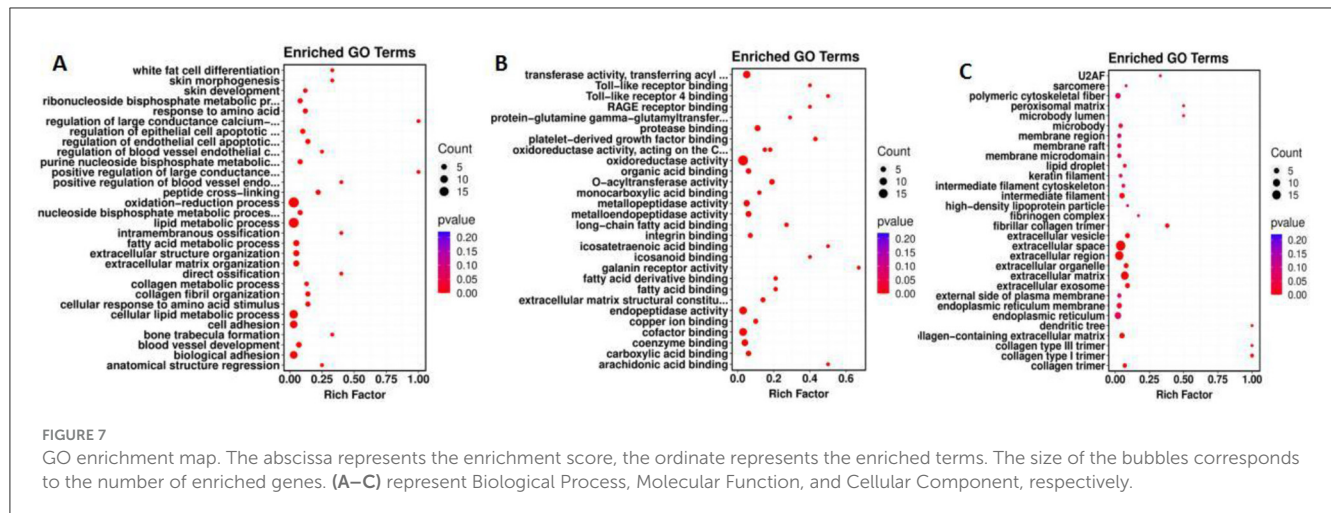 A
Enriched GO Terms
white fat cell differentiation
skin morphogenesis
skin development
ribonucleoside bisphosphate metabolic pr...
response to amino acid
regulation of large conductance calcium-...
regulation of epithelial cell apoptotic ...
regulation of endothelial cell apoptotic...
regulation of blood vessel endothelial c...
purine nucleoside bisphosphate metabolic...
positive regulation of large conductance...
positive regulation of blood vessel endo...
peptide cross-linking
oxidation-reduction process
nucleoside bisphosphate metabolic proces...
lipid metabolic process
intramembranous ossification
fatty acid metabolic process
extracellular structure organization
extracellular matrix organization
direct ossification
collagen metabolic process
collagen fibril organization
cellular response to amino acid stimulus
cellular lipid metabolic process
cell adhesion
bone trabecula formation
blood vessel development
biological adhesion
anatomical structure regression
0.00 0.25 0.50 0.75 1.00
Rich Factor
Count
5
10
15
pvalue
0.20
0.15
0.10
0.05
0.00
B
Enriched GO Terms
transferase activity, transferring acyl ...
Toll-like receptor binding
Toll-like receptor 4 binding
RAGE receptor binding
protein-glutamine gamma-glutamyltransfer...
protease binding
platelet-derived growth factor binding
oxidoreductase activity, acting on the C...
oxidoreductase activity
organic acid binding
O-acyltransferase activity
monocarboxylic acid binding
metallopeptidase activity
metalloendopeptidase activity
long-chain fatty acid binding
integrin binding
icosatetraenoic acid binding
icosanoid binding
galanin receptor activity
fatty acid derivative binding
fatty acid binding
extracellular matrix structural constitu...
endopeptidase activity
copper ion binding
cofactor binding
coenzyme binding
carboxylic acid binding
arachidonic acid binding
0.0 0.2 0.4 0.6
Rich Factor
Count
5
10
15
pvalue
0.20
0.15
0.10
0.05
0.00
C
Enriched GO Terms
U2AF
sarcomere
polymeric cytoskeletal fiber
peroxisomal matrix
microbody lumen
microbody
membrane region
membrane raft
membrane microdomain
lipid droplet
keratin filament
intermediate filament cytoskeleton
intermediate filament
high-density lipoprotein particle
fibrinogen complex
fibrillar collagen trimer
extracellular vesicle
extracellular space
extracellular region
extracellular organelle
extracellular matrix
extracellular exosome
external side of plasma membrane
endoplasmic reticulum membrane
endoplasmic reticulum
dendritic tree
ollagen-containing extracellular matrix
collagen type III trimer
collagen type I trimer
collagen trimer
0.00 0.25 0.50 0.75 1.00
Rich Factor
Count
5
10
15
pvalue
0.20
0.15
0.10
0.05
0.00
FIGURE 7
GO enrichment map. The abscissa represents the enrichment score, the ordinate represents the enriched terms. The size of the bubbles corresponds
to the number of enriched genes. (A–C) represent Biological Process, Molecular Function, and Cellular Component, respectively.